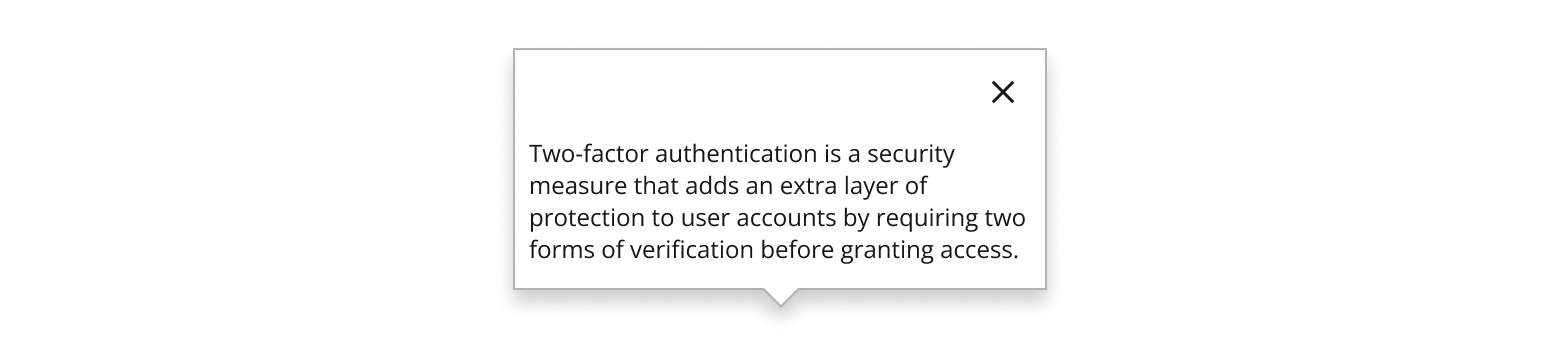 Two-factor authentication is a security
measure that adds an extra layer of
protection to user accounts by requiring two
forms of verification before granting access.